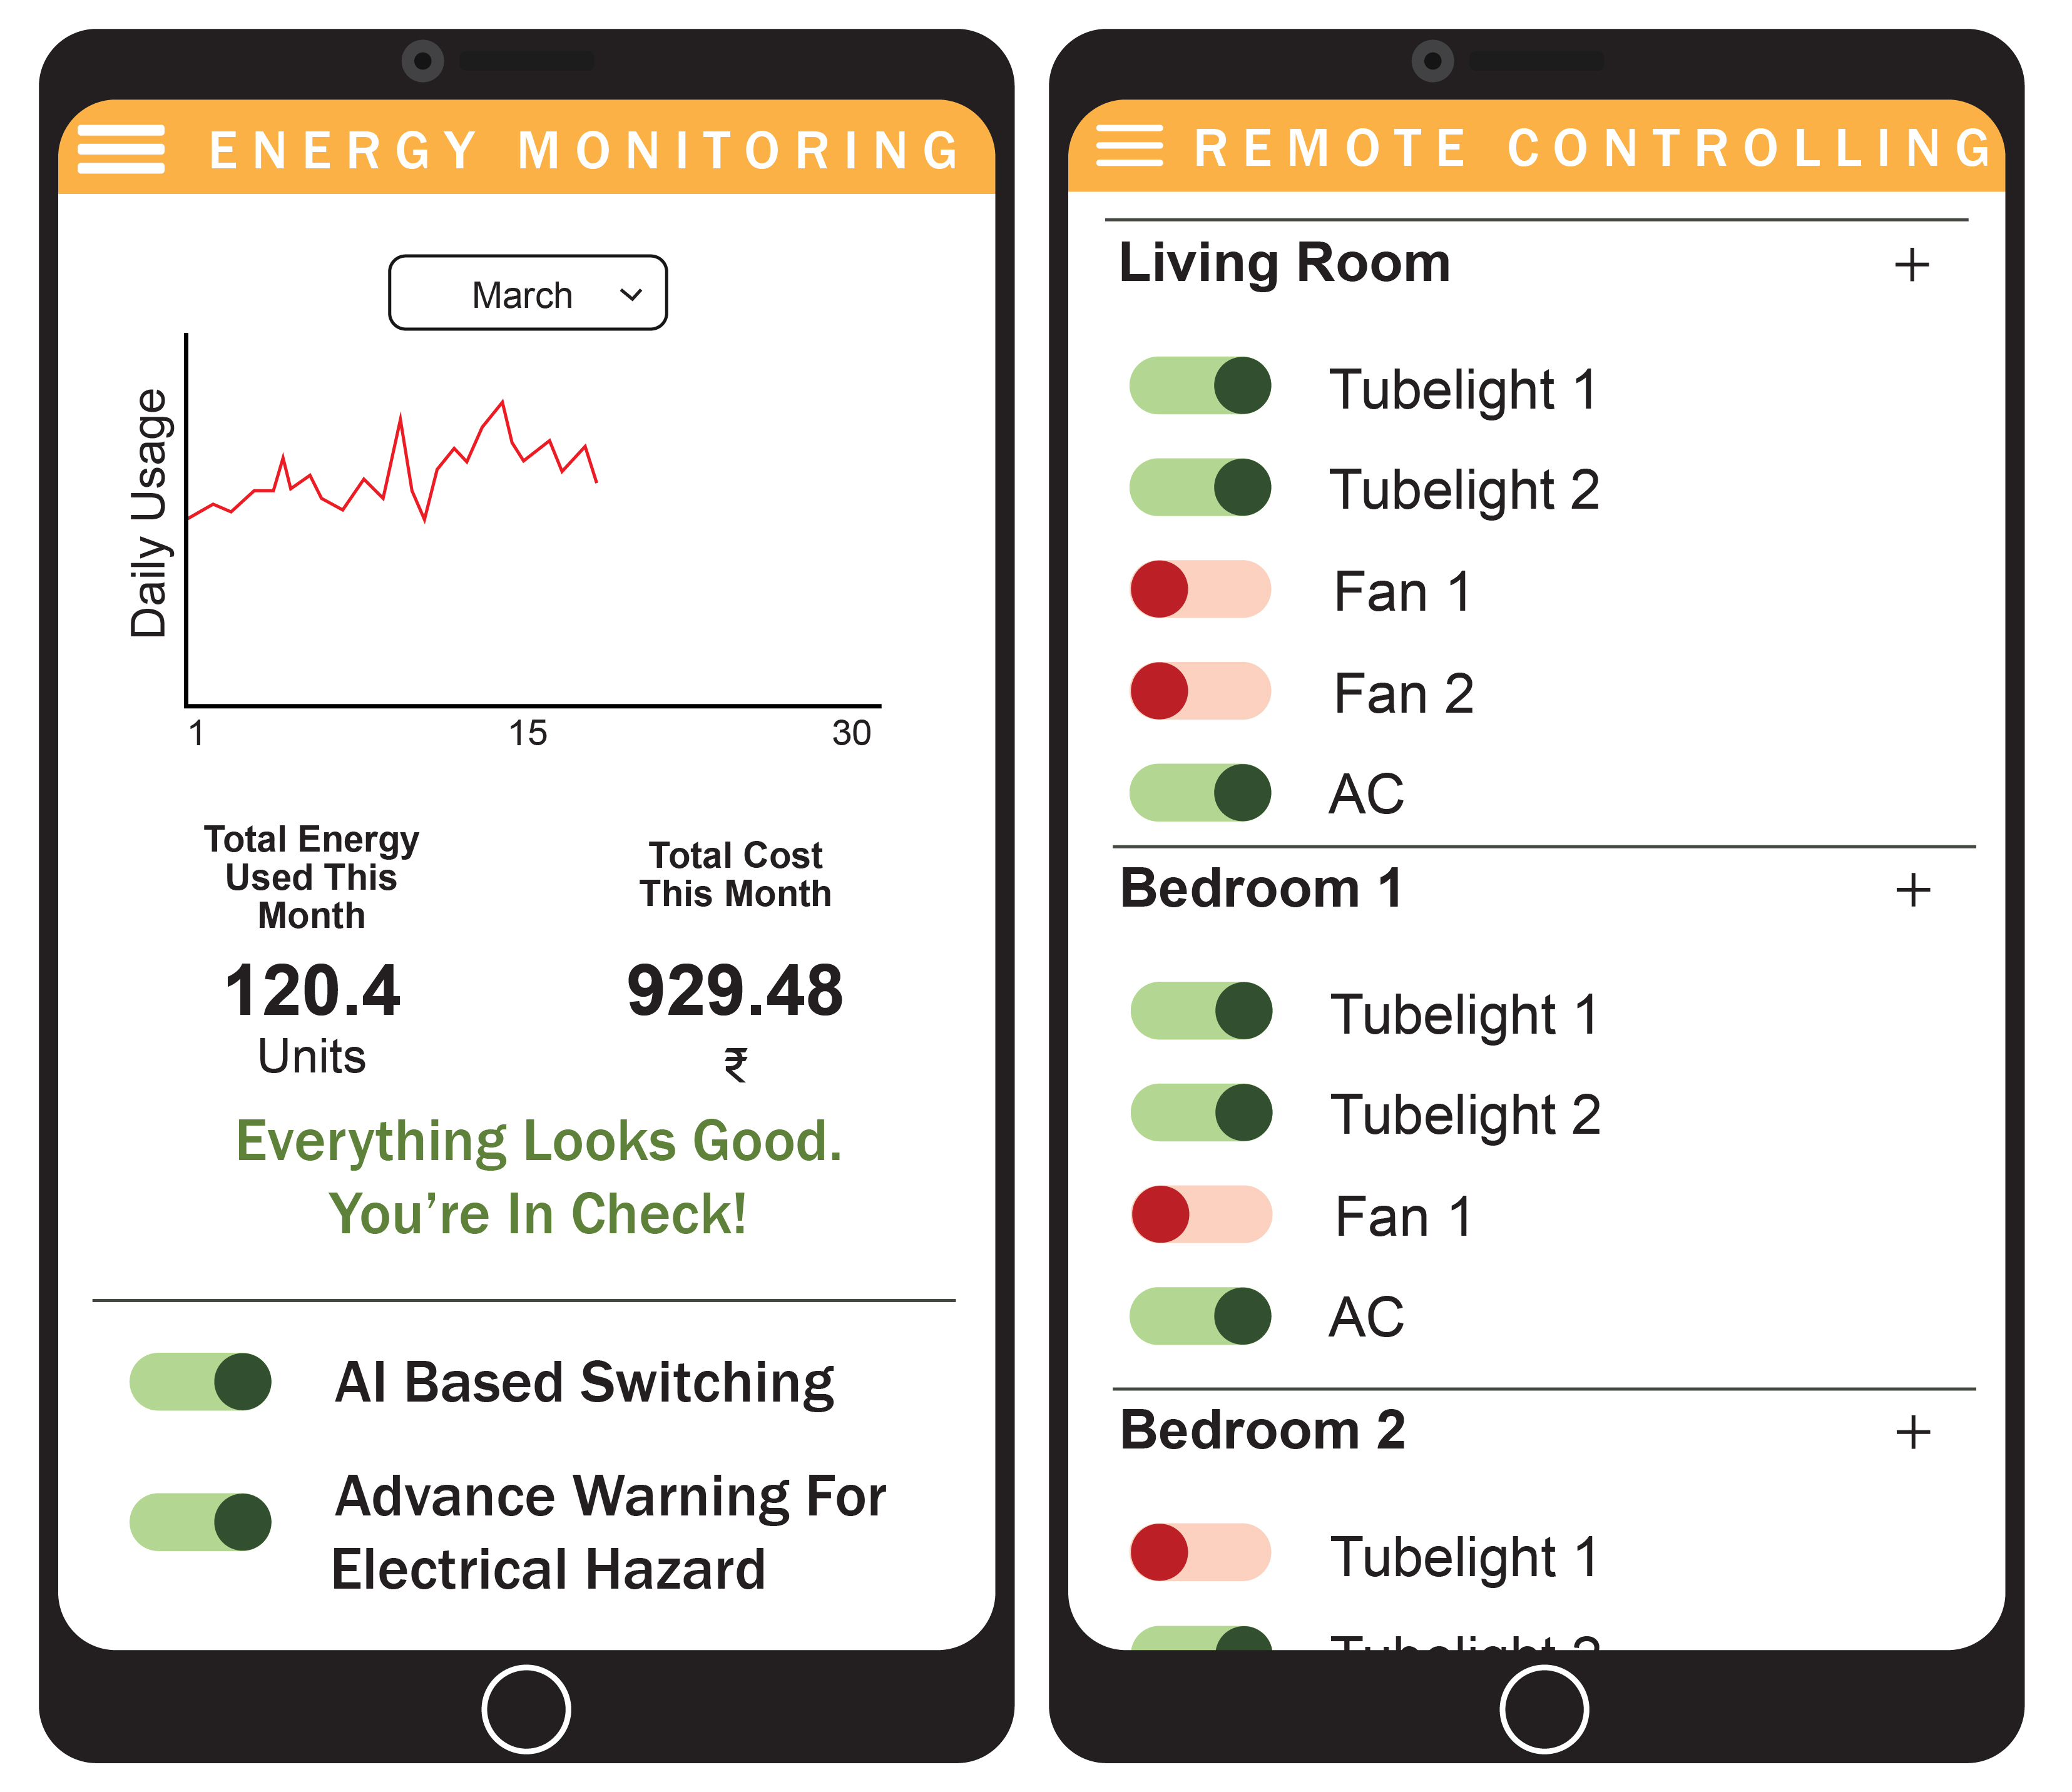 ENERGY MONITORING
March
Daily Usage
1 15 30
Total Energy
Used This
Month
120.4
Units
Total Cost
This Month
929.48
₹
Everything Looks Good.
You're In Check!
AI Based Switching
Advance Warning For
Electrical Hazard
REMOTE CONTROLLING
Living Room +
Tubelight 1
Tubelight 2
Fan 1
Fan 2
AC
Bedroom 1 +
Tubelight 1
Tubelight 2
Fan 1
AC
Bedroom 2 +
Tubelight 1
Tubelight 2